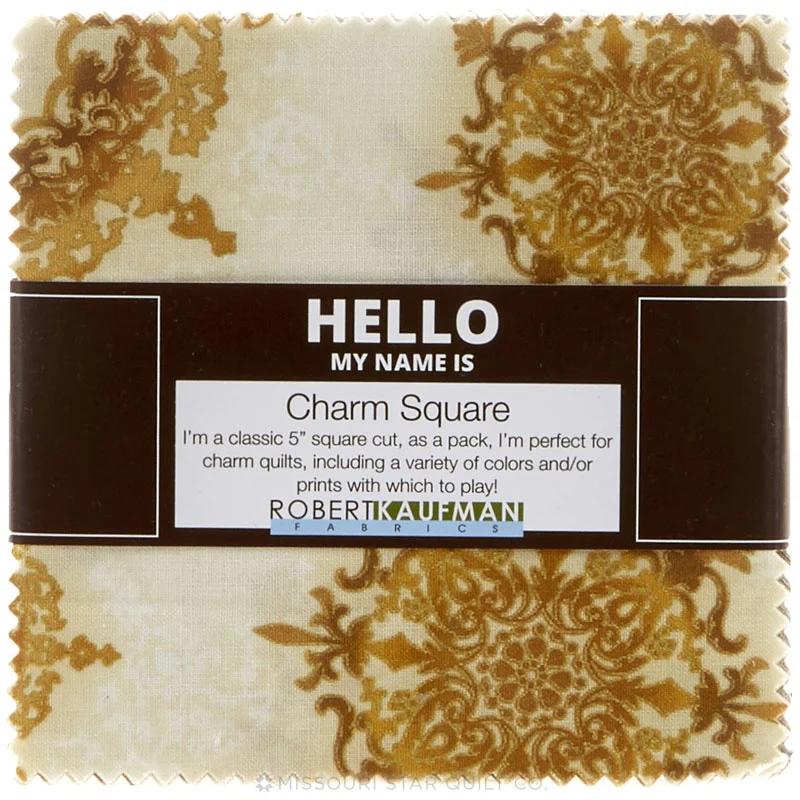 HELLO
MY NAME IS
Charm Square
I'm a classic 5" square cut, as a pack, I'm perfect for
charm quilts, including a variety of colors and/or
prints with which to play!
ROBERT KAUFMAN
FABRICS
MISSOURI STAR QUILT CO.